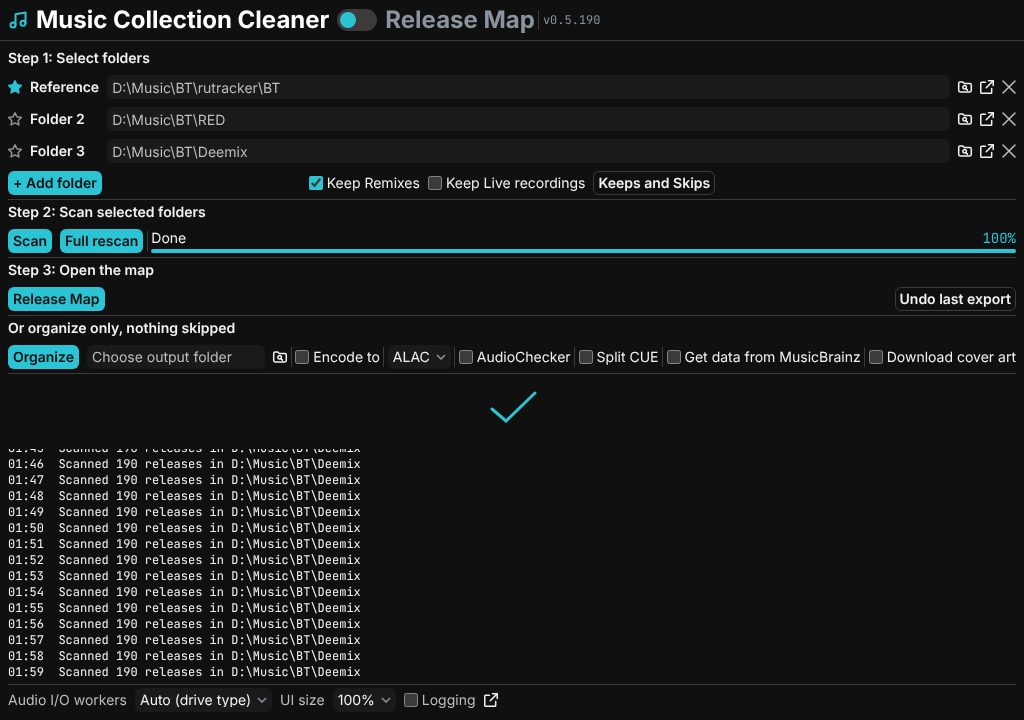 Music Collection Cleaner Release Map v0.5.190
Step 1: Select folders
Reference D:\Music\BT\rutracker\BT
Folder 2 D:\Music\BT\RED
Folder 3 D:\Music\BT\Deemix
+ Add folder Keep Remixes Keep Live recordings Keeps and Skips
Step 2: Scan selected folders
Scan Full rescan Done 100%
Step 3: Open the map
Release Map Undo last export
Or organize only, nothing skipped
Organize Choose output folder Encode to ALAC AudioChecker Split CUE Get data from MusicBrainz Download cover art
01:45 Scanned 190 releases in D:\Music\BT\Deemix
01:46 Scanned 190 releases in D:\Music\BT\Deemix
01:47 Scanned 190 releases in D:\Music\BT\Deemix
01:48 Scanned 190 releases in D:\Music\BT\Deemix
01:49 Scanned 190 releases in D:\Music\BT\Deemix
01:50 Scanned 190 releases in D:\Music\BT\Deemix
01:51 Scanned 190 releases in D:\Music\BT\Deemix
01:52 Scanned 190 releases in D:\Music\BT\Deemix
01:53 Scanned 190 releases in D:\Music\BT\Deemix
01:54 Scanned 190 releases in D:\Music\BT\Deemix
01:55 Scanned 190 releases in D:\Music\BT\Deemix
01:56 Scanned 190 releases in D:\Music\BT\Deemix
01:57 Scanned 190 releases in D:\Music\BT\Deemix
01:58 Scanned 190 releases in D:\Music\BT\Deemix
01:59 Scanned 190 releases in D:\Music\BT\Deemix
Audio I/O workers Auto (drive type) UI size 100% Logging